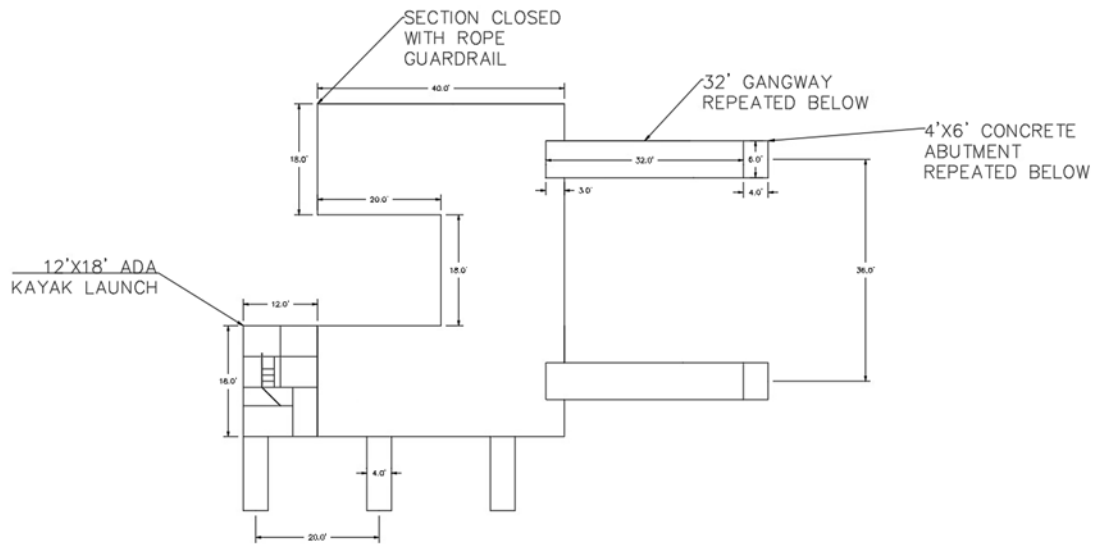 SECTION CLOSED
WITH ROPE
GUARDRAIL
40.0'
32' GANGWAY
REPEATED BELOW
4'X6' CONCRETE
ABUTMENT
REPEATED BELOW
18.0'
32.0'
6.0'
3.0'
4.0'
20.0'
18.0'
36.0'
12'X18' ADA
KAYAK LAUNCH
12.0'
18.0'
4.0'
20.0'